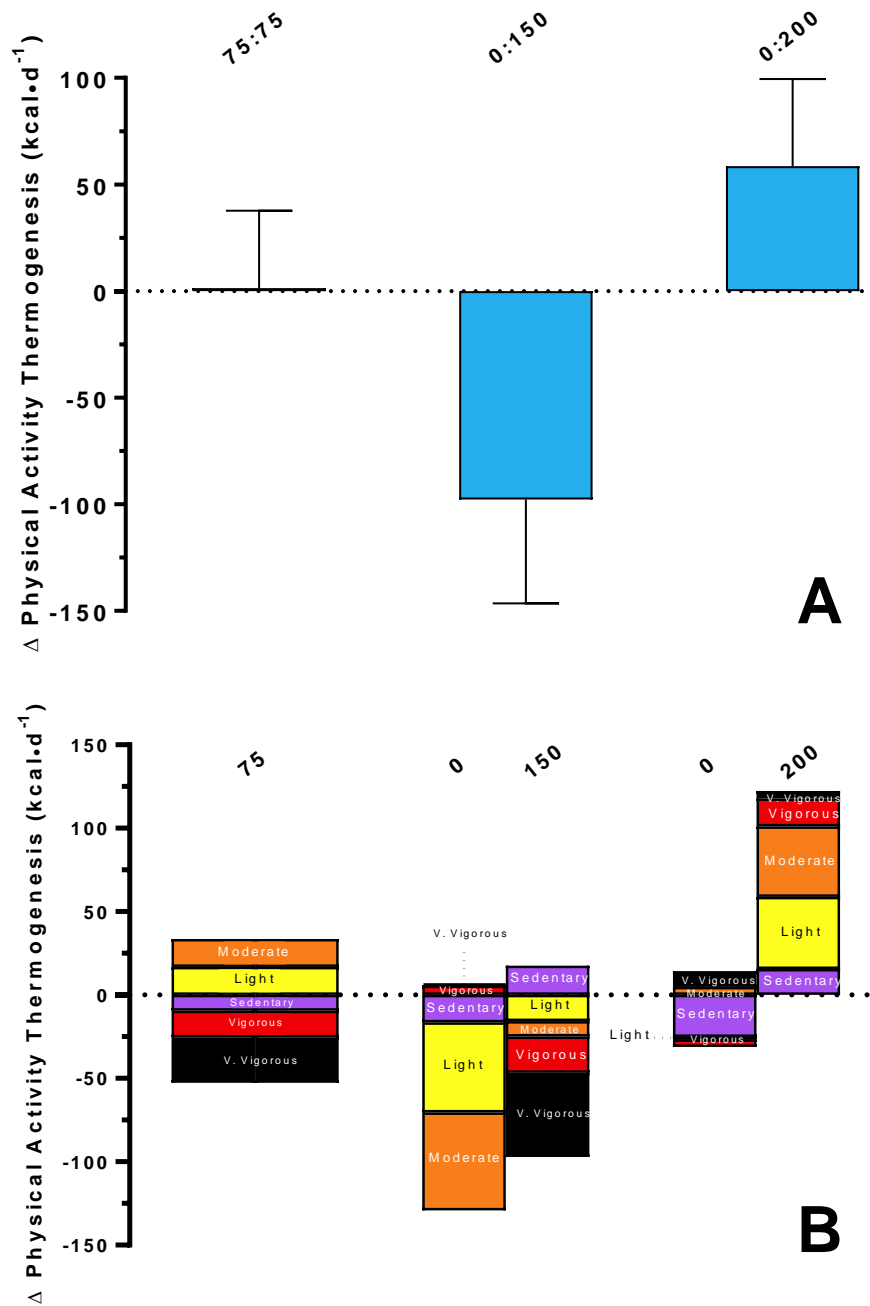 Δ Physical Activity Thermogenesis (kcal•d⁻¹)
75:75
0:150
0:200
100
50
0
-50
-100
-150
A
Δ Physical Activity Thermogenesis (kcal•d⁻¹)
75
0
150
0
200
150
100
50
0
-50
-100
-150
Moderate
Light
Sedentary
Vigorous
V. Vigorous
V. Vigorous
Vigorous
Sedentary
Light
Moderate
Sedentary
Light
Moderate
Vigorous
V. Vigorous
V. Vigorous
Moderate
Sedentary
Light
Vigorous
V. Vigorous
Vigorous
Moderate
Light
Sedentary
B